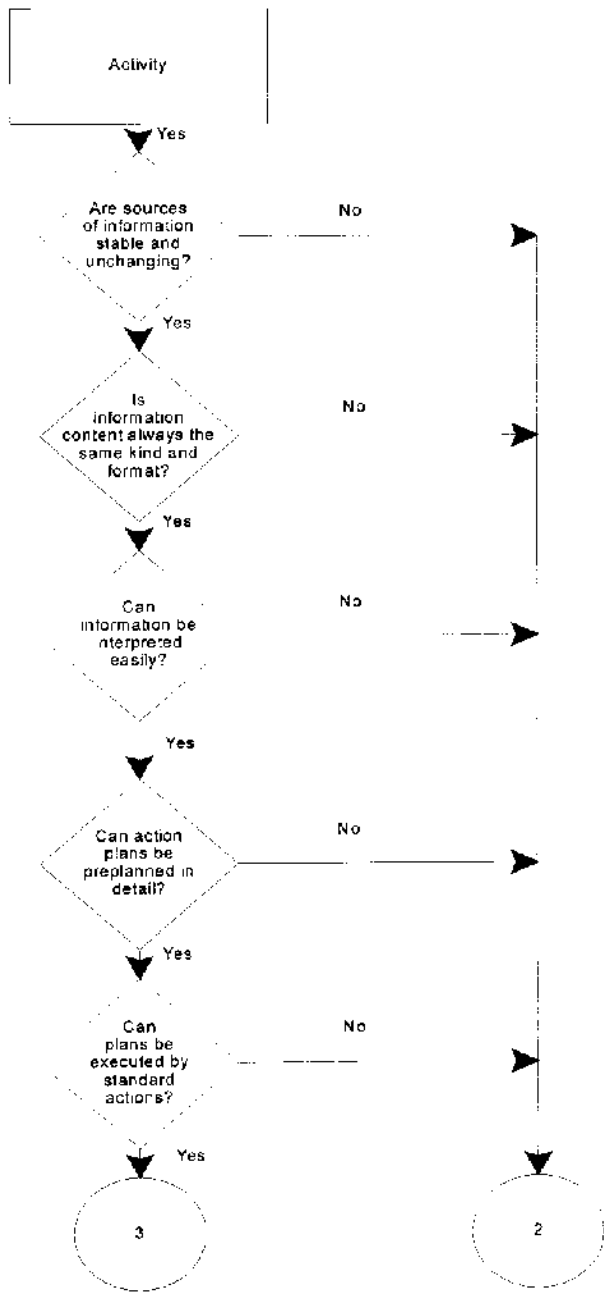 Activity
Yes
Are sources
of information
stable and
unchanging?
No
Yes
Is
information
content always the
same kind and
format?
No
Yes
Can
information be
nterpreted
easily?
No
Yes
Can action
plans be
preplanned in
detail?
No
Yes
Can
plans be
executed by
standard
actions?
No
Yes
3
2